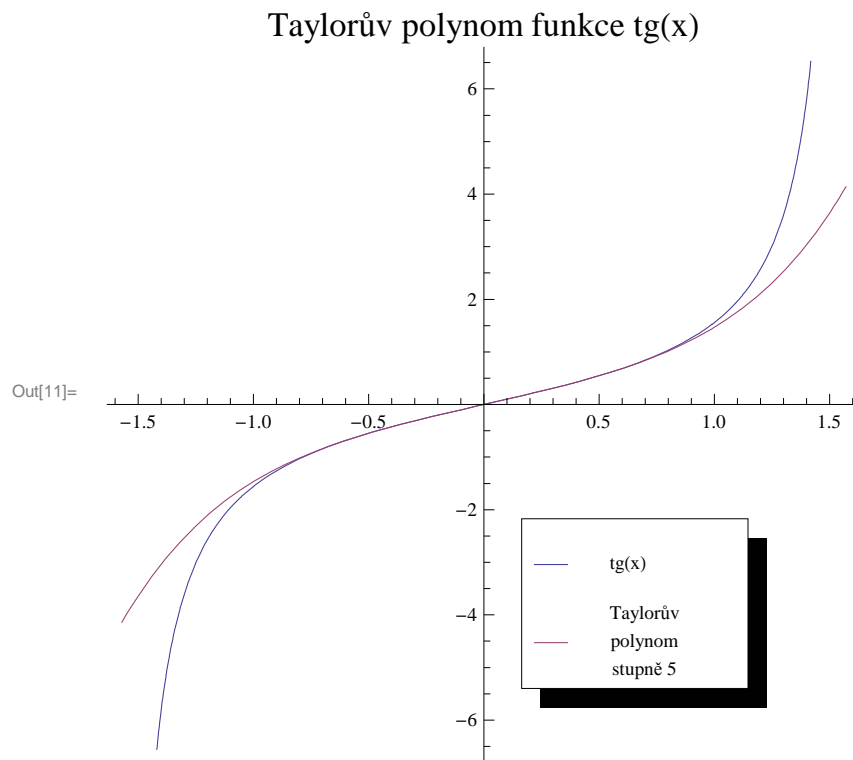 Taylorův polynom funkce tg(x)
6
4
2
Out[11]=
−1.5 −1.0 −0.5 0.5 1.0 1.5
−2
tg(x)
Taylorův
−4
polynom
stupně 5
−6